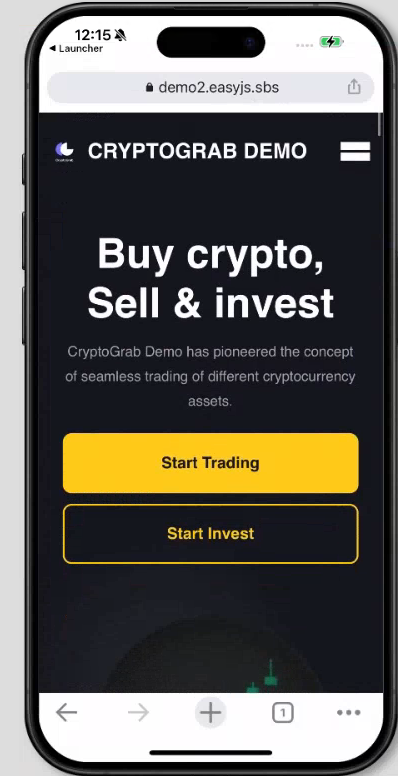 12:15
◄ Launcher
demo2.easyjs.sbs
CRYPTOGRAB DEMO
Buy crypto,
Sell & invest
CryptoGrab Demo has pioneered the concept
of seamless trading of different cryptocurrency
assets.
Start Trading
Start Invest
1